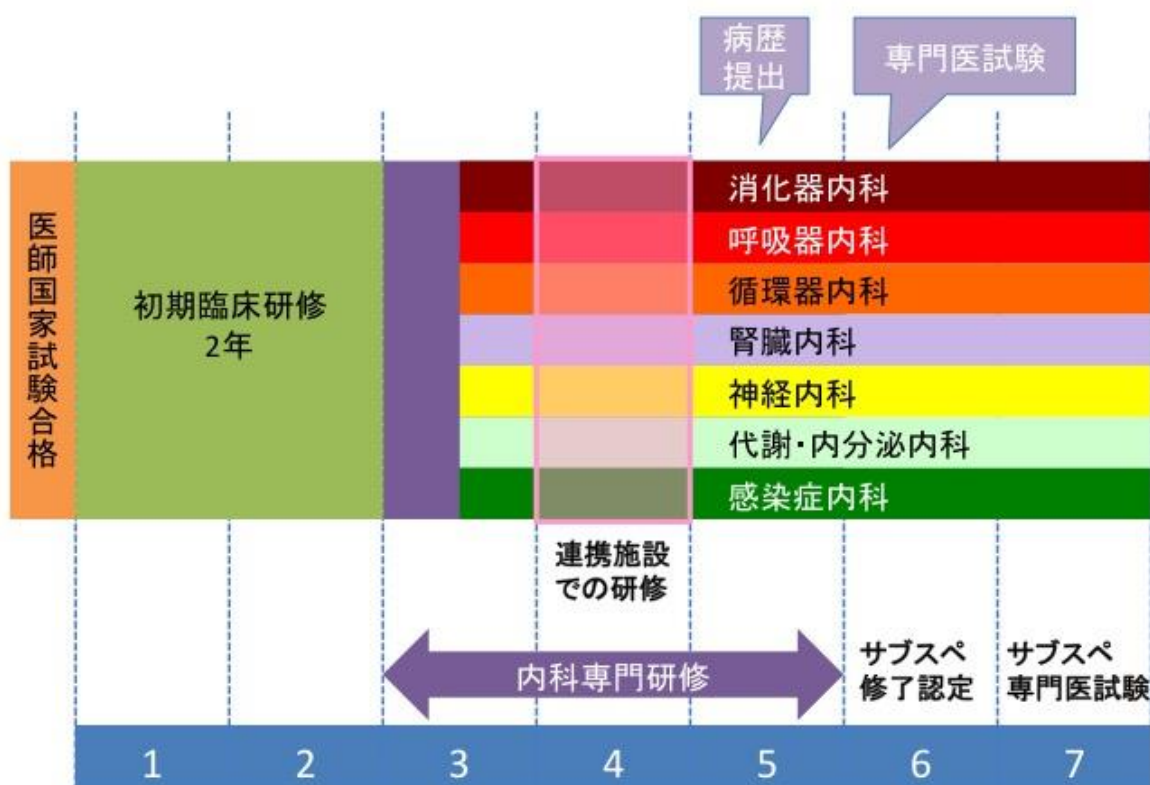 病歴
提出
専門医試験
医師国家試験合格
初期臨床研修
2年
消化器内科
呼吸器内科
循環器内科
腎臓内科
神経内科
代謝・内分泌内科
感染症内科
連携施設
での研修
内科専門研修
サブスペ
修了認定
サブスペ
専門医試験
1
2
3
4
5
6
7